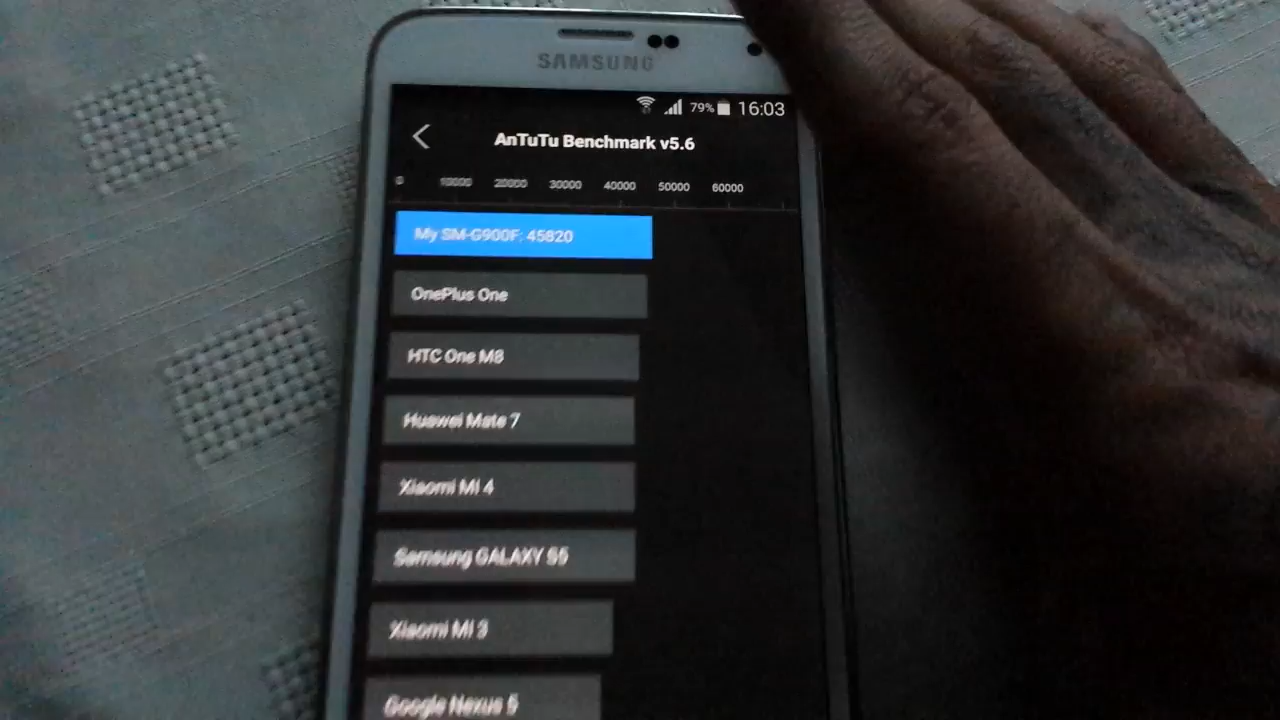 SAMSUNG
79% 16:03
AnTuTu Benchmark v5.6
0 10000 20000 30000 40000 50000 60000
My SM-G900F: 45820
OnePlus One
HTC One M8
Huawei Mate 7
Xiaomi MI 4
Samsung GALAXY S5
Xiaomi MI 3
Google Nexus 5